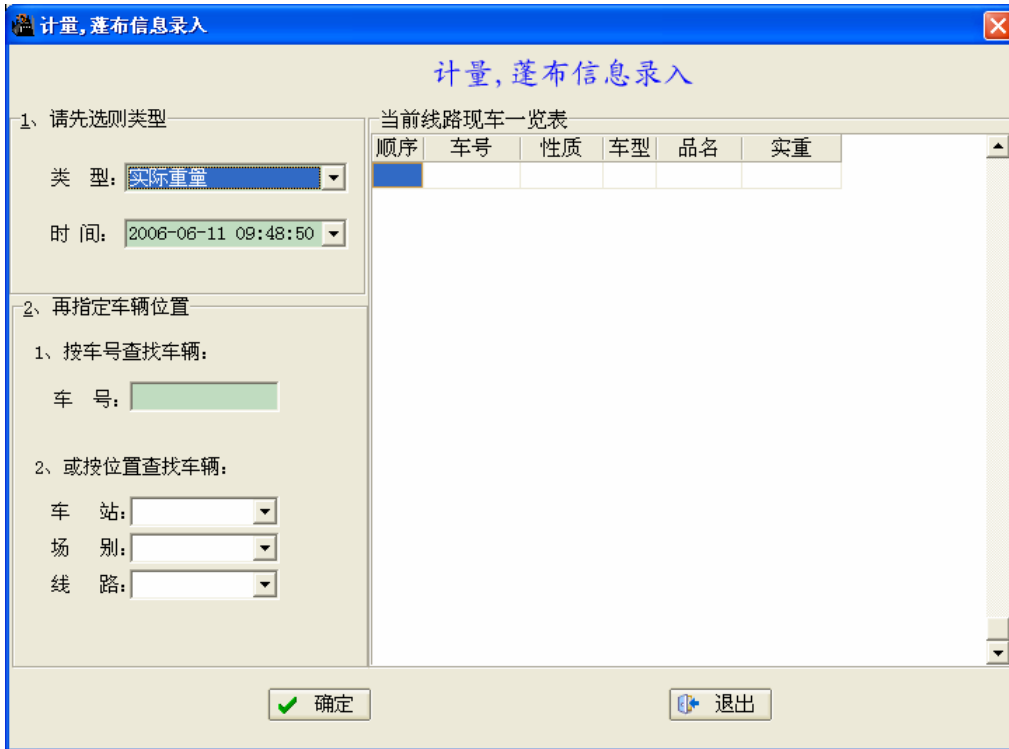 计量,蓬布信息录入
计量,蓬布信息录入
1、请先选则类型
类 型: 实际重量
时 间: 2006-06-11 09:48:50
2、再指定车辆位置
1、按车号查找车辆:
车 号:
2、或按位置查找车辆:
车 站:
场 别:
线 路:
当前线路现车一览表
顺序 车号 性质 车型 品名 实重
确定 退出